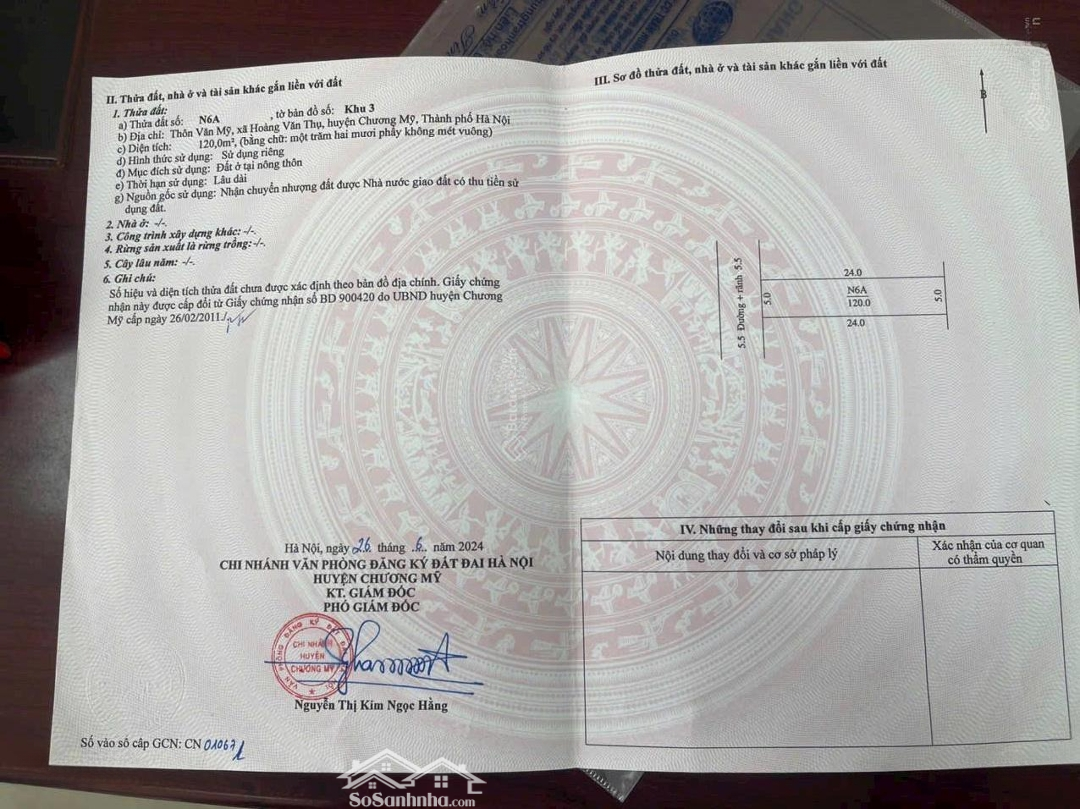 II. Thửa đất, nhà ở và tài sản khác gắn liền với đất
1. Thửa đất:
a) Thửa đất số: N6A , tờ bản đồ số: Khu 3
b) Địa chỉ: Thôn Văn Mỹ, xã Hoàng Văn Thụ, huyện Chương Mỹ, Thành phố Hà Nội
c) Diện tích: 120,0m², (bằng chữ: một trăm hai mươi phẩy không mét vuông)
d) Hình thức sử dụng: Sử dụng riêng
đ) Mục đích sử dụng: Đất ở tại nông thôn
e) Thời hạn sử dụng: Lâu dài
g) Nguồn gốc sử dụng: Nhận chuyển nhượng đất được Nhà nước giao đất có thu tiền sử
dụng đất.
2. Nhà ở: -/-.
3. Công trình xây dựng khác: -/-.
4. Rừng sản xuất là rừng trồng: -/-.
5. Cây lâu năm: -/-.
6. Ghi chú:
Số hiệu và diện tích thửa đất chưa được xác định theo bản đồ địa chính. Giấy chứng
nhận này được cấp đổi từ Giấy chứng nhận số BD 900420 do UBND huyện Chương
Mỹ cấp ngày 26/02/2011./.
Hà Nội, ngày 26 tháng 6 năm 2024
CHI NHÁNH VĂN PHÒNG ĐĂNG KÝ ĐẤT ĐAI HÀ NỘI
HUYỆN CHƯƠNG MỸ
KT. GIÁM ĐỐC
PHÓ GIÁM ĐỐC
CHI NHÁNH
HUYỆN
CHƯƠNG MỸ
Nguyễn Thị Kim Ngọc Hằng
Số vào sổ cấp GCN: CN 01067
III. Sơ đồ thửa đất, nhà ở và tài sản khác gắn liền với đất
B
5.5 Đường + rãnh 5.5
24.0
5.0
N6A
120.0
5.0
24.0
IV. Những thay đổi sau khi cấp giấy chứng nhận
Nội dung thay đổi và cơ sở pháp lý
Xác nhận của cơ quan
có thẩm quyền
SoSanhnha.com